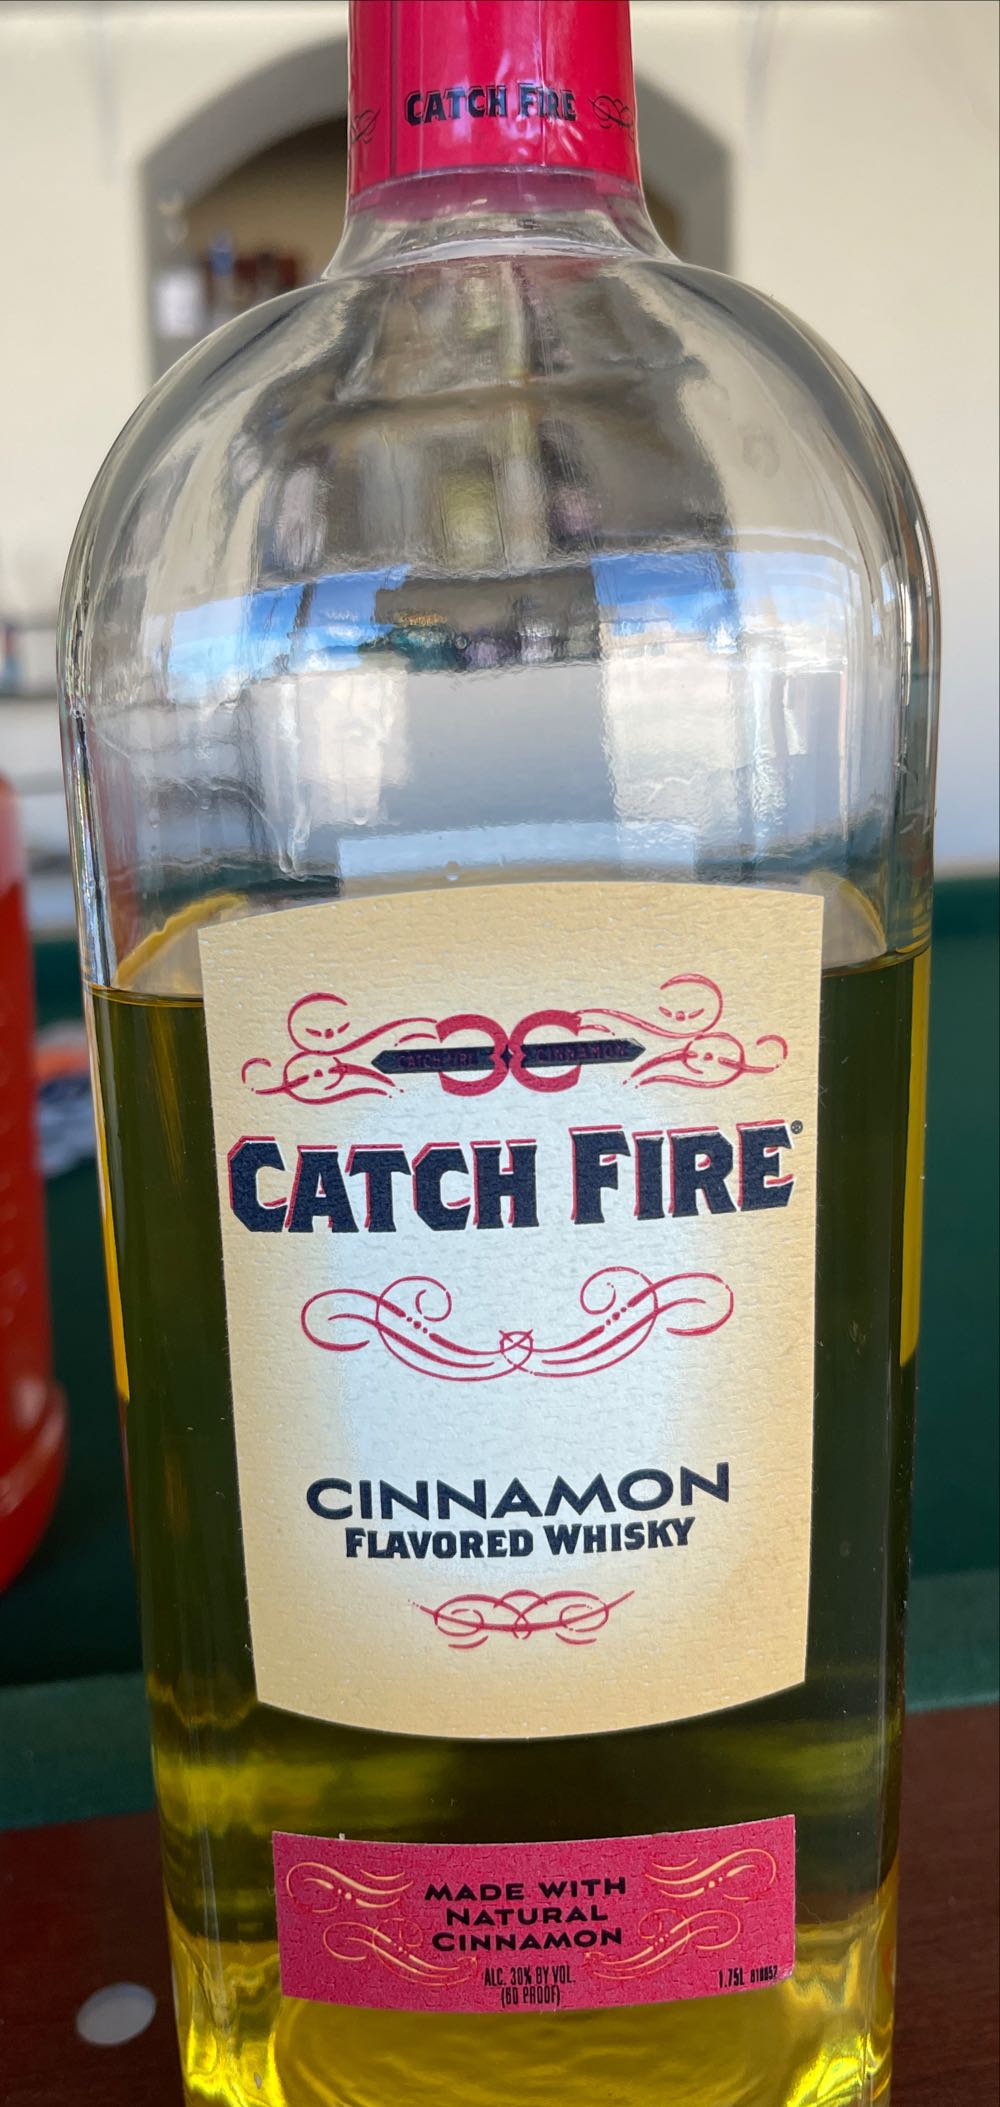 CATCH FIRE
CATCH FIRE CINNAMON
CATCH FIRE®
CINNAMON
FLAVORED WHISKY
MADE WITH
NATURAL
CINNAMON
ALC. 30% BY VOL.
(60 PROOF)
1.75L